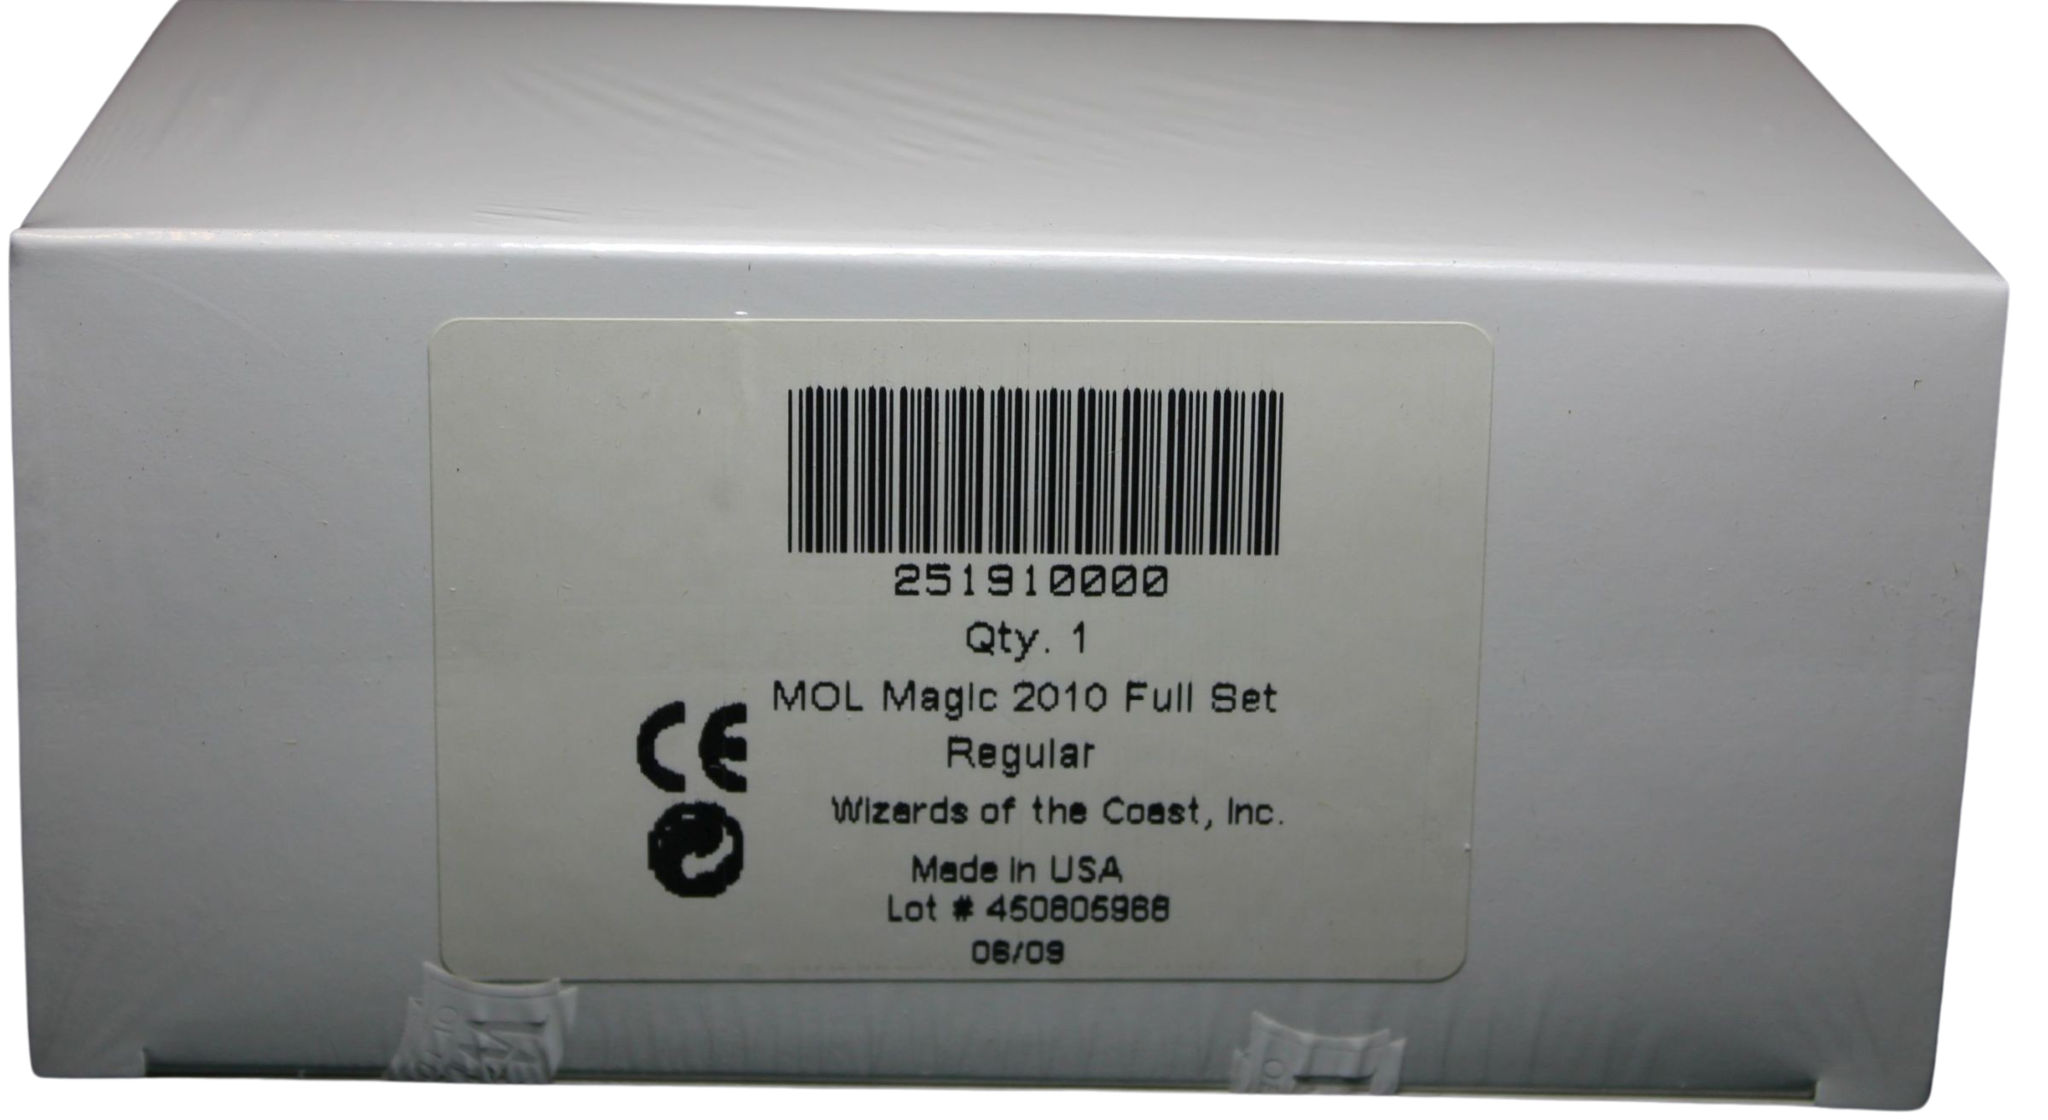 251910000
Qty. 1
MOL Magic 2010 Full Set
Regular
CE
Wizards of the Coast, Inc.
Made In USA
Lot # 450805968
06/09